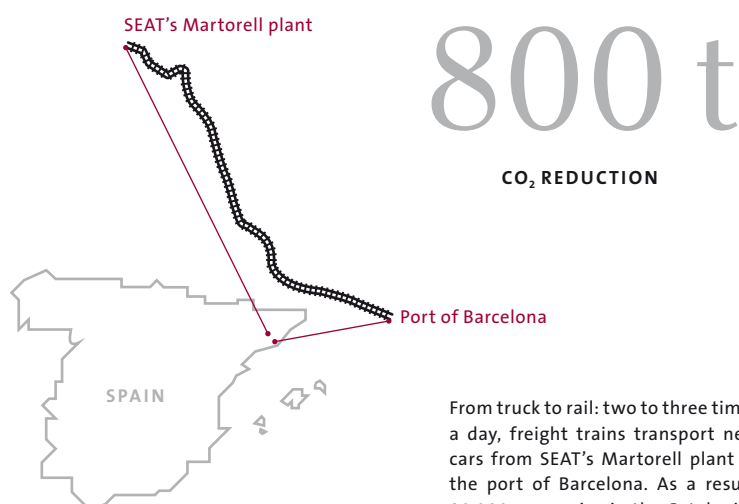 SEAT’s Martorell plant
800 t
CO₂ REDUCTION
Port of Barcelona
SPAIN
From truck to rail: two to three tim
a day, freight trains transport ne
cars from SEAT’s Martorell plant
the port of Barcelona. As a resu